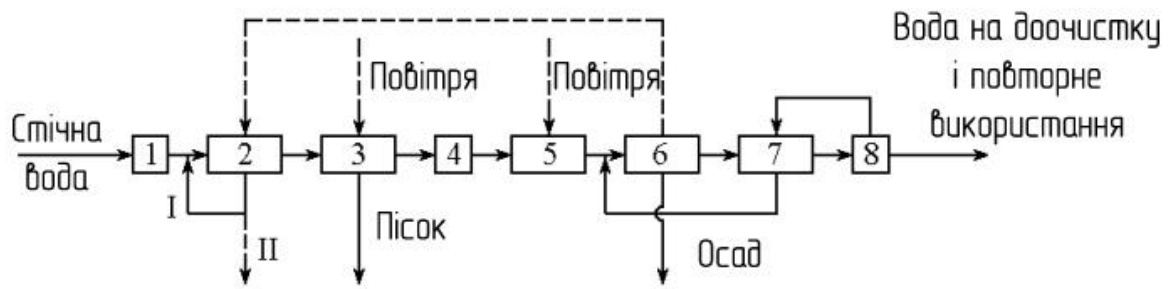 Вода на доочистку
і повторне
використання
Повітря
Повітря
Стічна
вода
1
2
3
4
5
6
7
8
I
II
Пісок
Осад